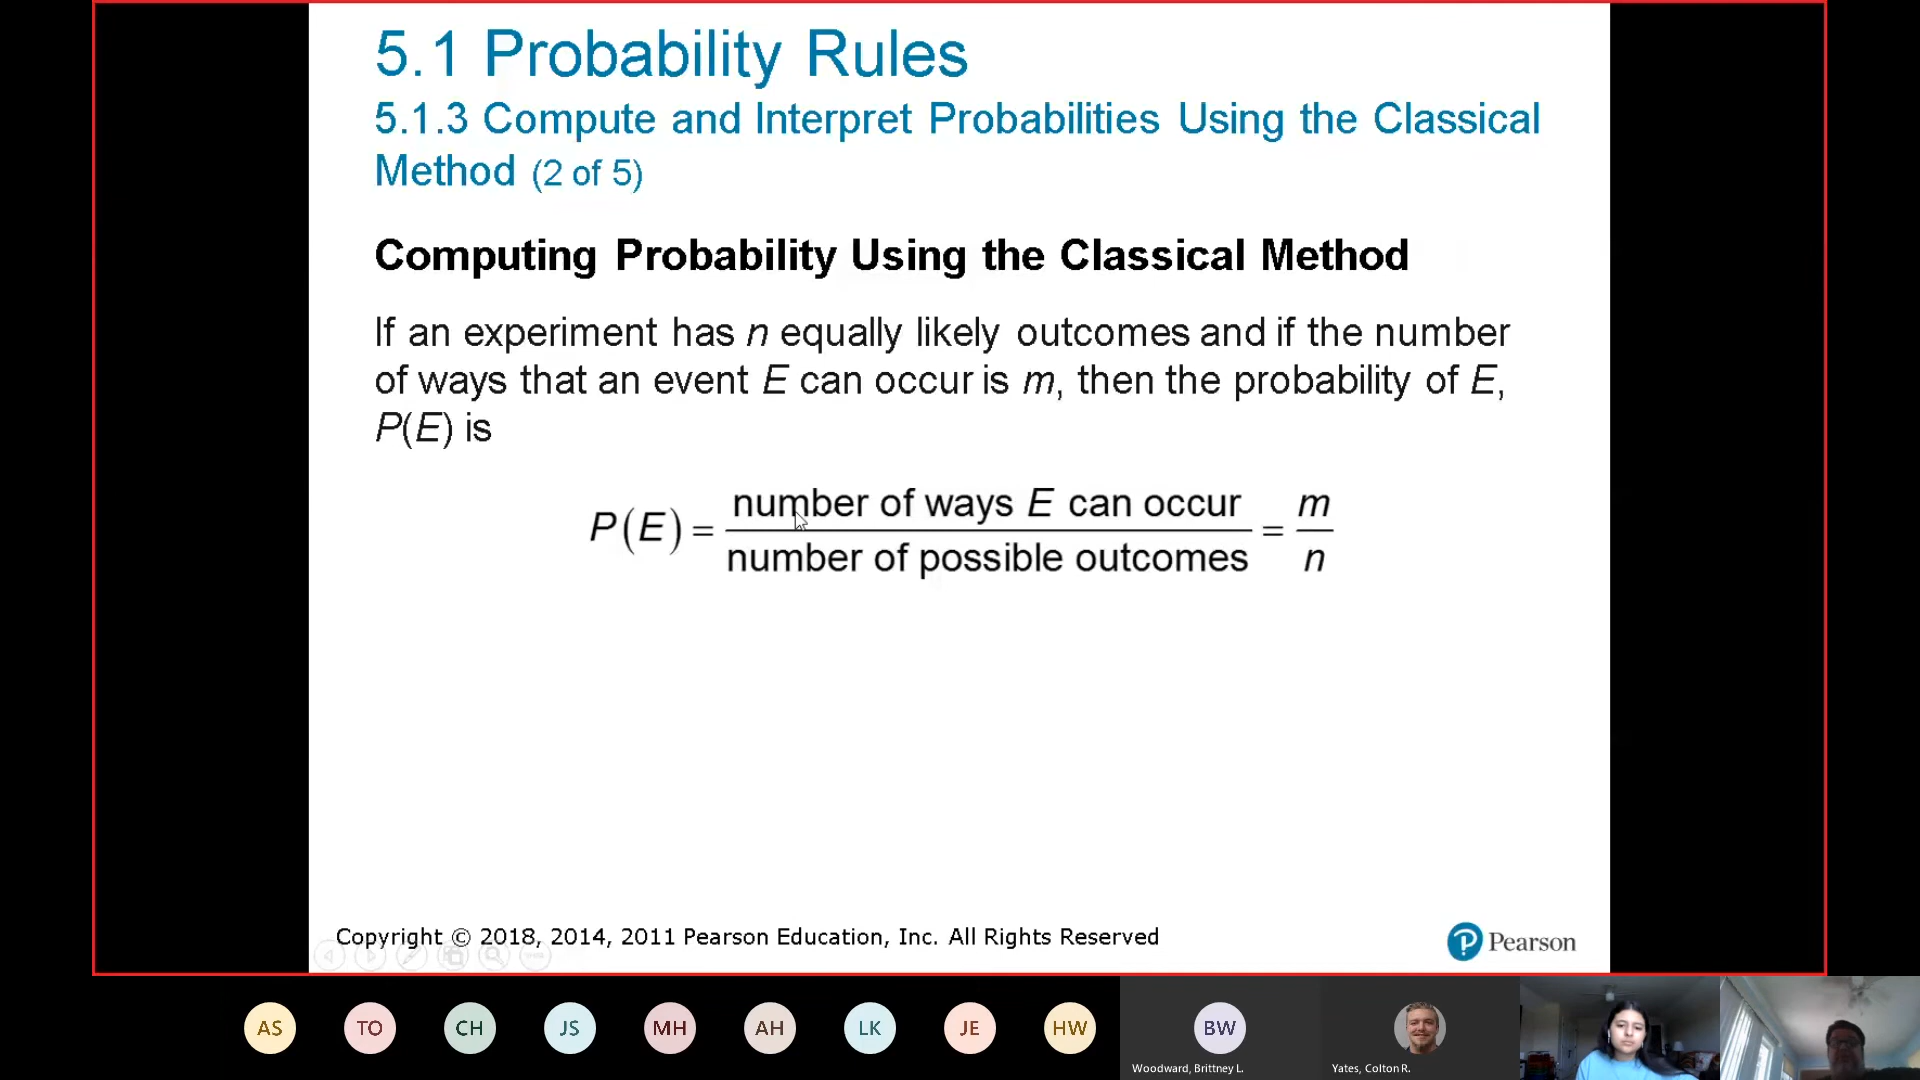 5.1 Probability Rules
5.1.3 Compute and Interpret Probabilities Using the Classical
Method (2 of 5)
Computing Probability Using the Classical Method
If an experiment has n equally likely outcomes and if the number
of ways that an event E can occur is m, then the probability of E,
P(E) is
P(E) = number of ways E can occur / number of possible outcomes = m / n
Copyright © 2018, 2014, 2011 Pearson Education, Inc. All Rights Reserved
Pearson
AS TO CH JS MH AH LK JE HW BW
Woodward, Brittney L. Yates, Colton R.